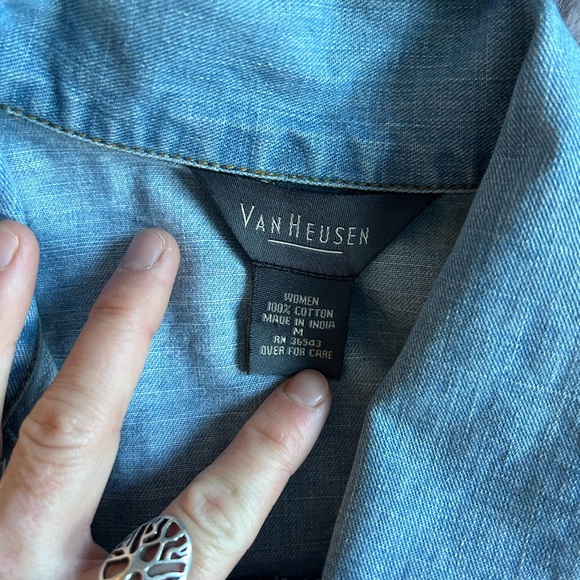 VAN HEUSEN
WOMEN
100% COTTON
MADE IN INDIA
M
RN 36543
OVER FOR CARE